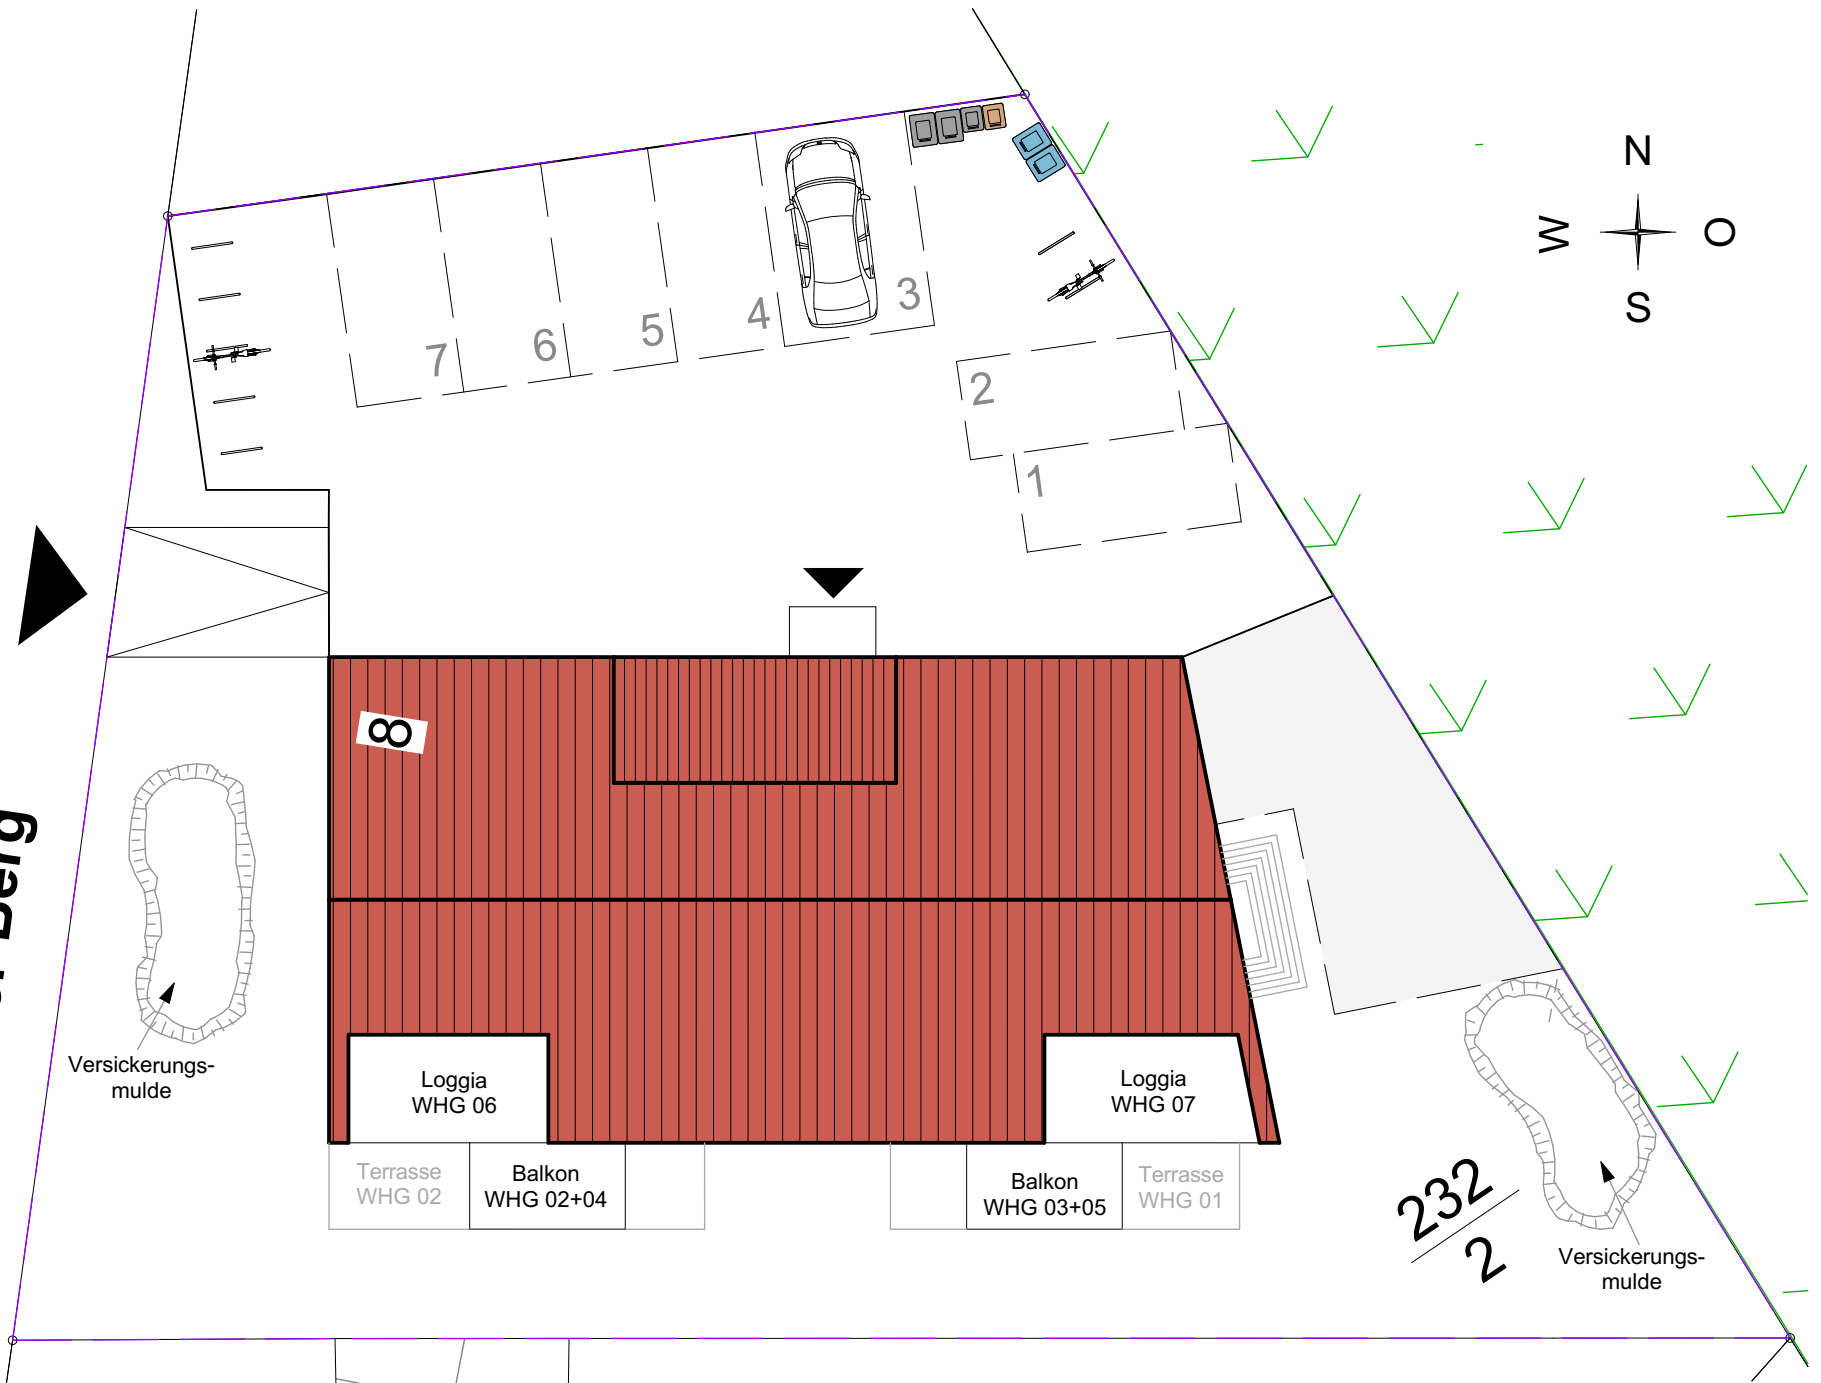 N
W
O
S
3
4
5
6
7
2
1
8
Berg
Versickerungs-
mulde
Loggia
WHG 06
Loggia
WHG 07
Terrasse
WHG 02
Balkon
WHG 02+04
Balkon
WHG 03+05
Terrasse
WHG 01
232
2
Versickerungs-
mulde